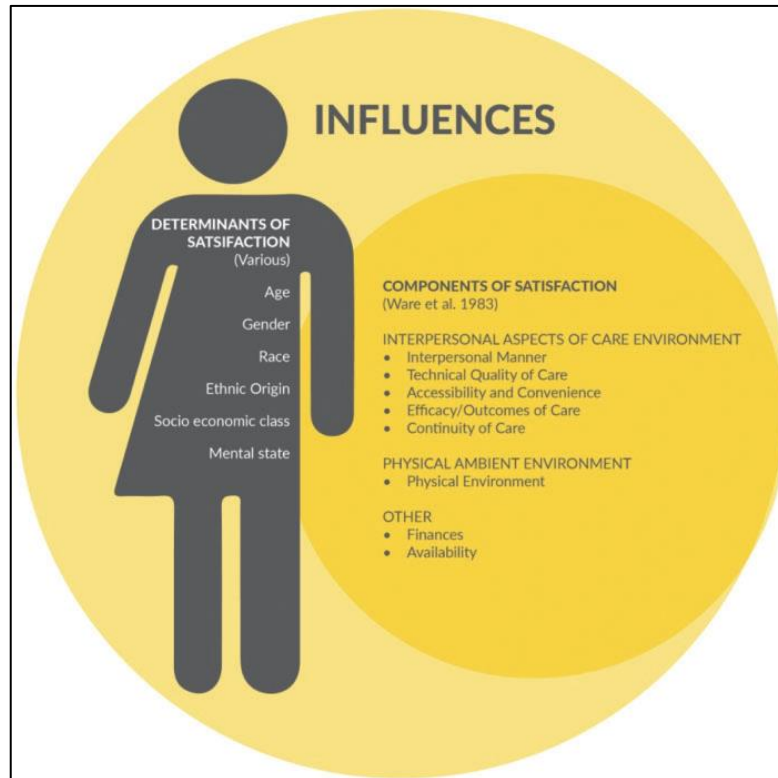 INFLUENCES
DETERMINANTS OF
SATSIFACTION
(Various)
Age
Gender
Race
Ethnic Origin
Socio economic class
Mental state
COMPONENTS OF SATISFACTION
(Ware et al. 1983)
INTERPERSONAL ASPECTS OF CARE ENVIRONMENT
• Interpersonal Manner
• Technical Quality of Care
• Accessibility and Convenience
• Efficacy/Outcomes of Care
• Continuity of Care
PHYSICAL AMBIENT ENVIRONMENT
• Physical Environment
OTHER
• Finances
• Availability